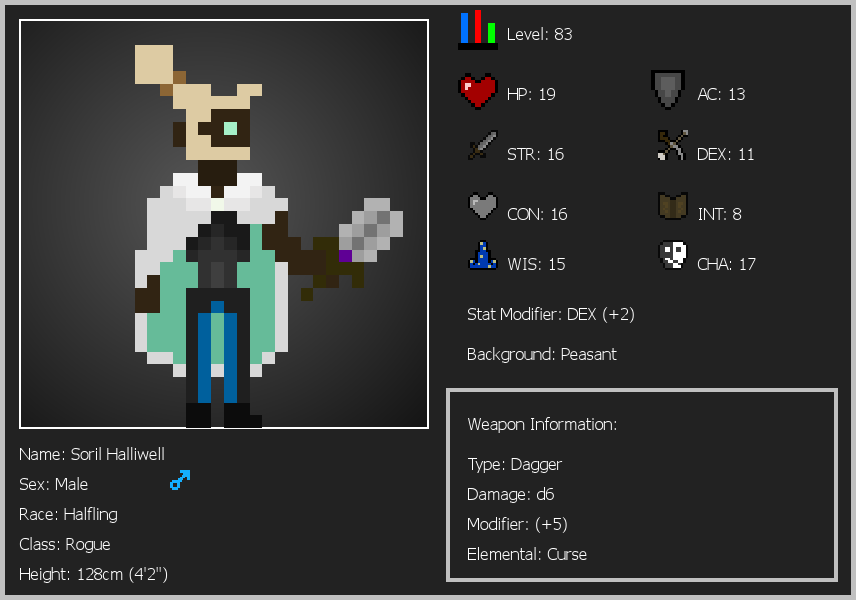 Level: 83
HP: 19
AC: 13
STR: 16
DEX: 11
CON: 16
INT: 8
WIS: 15
CHA: 17
Stat Modifier: DEX (+2)
Background: Peasant
Weapon Information:
Type: Dagger
Damage: d6
Modifier: (+5)
Elemental: Curse
Name: Soril Halliwell
Sex: Male
Race: Halfling
Class: Rogue
Height: 128cm (4'2")